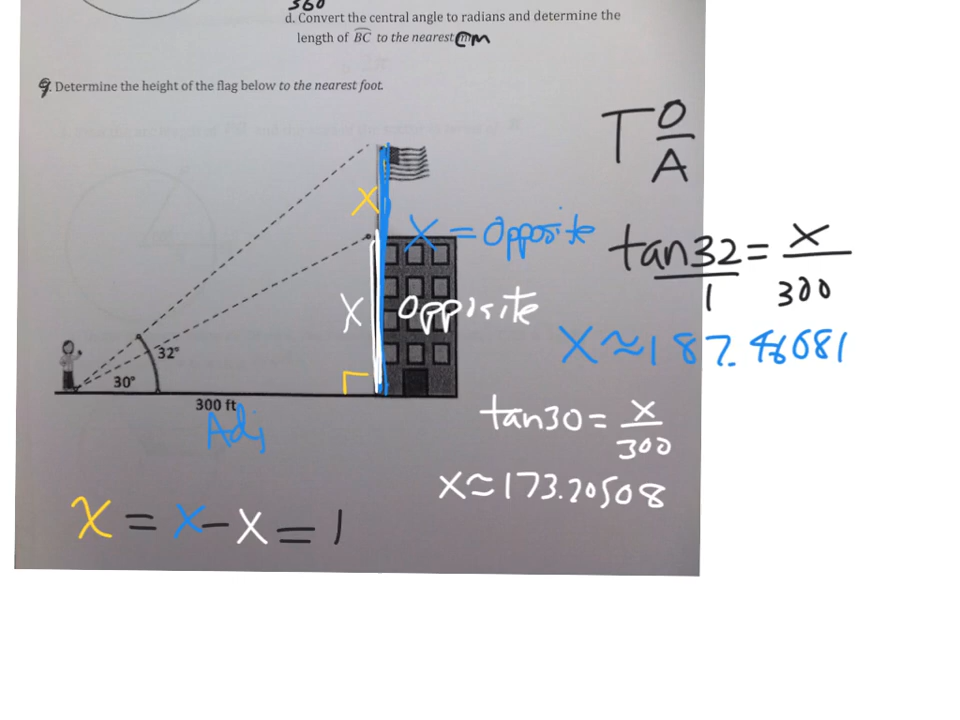 360
d. Convert the central angle to radians and determine the
length of BC to the nearest cm
9. Determine the height of the flag below to the nearest foot.
T O/A
X
X = Opposite
tan32/1 = x/300
X Opposite
X ≈ 187.46081
32°
30°
300 ft
Adj
tan30 = x/300
X ≈ 173.20508
x = x - x = 1